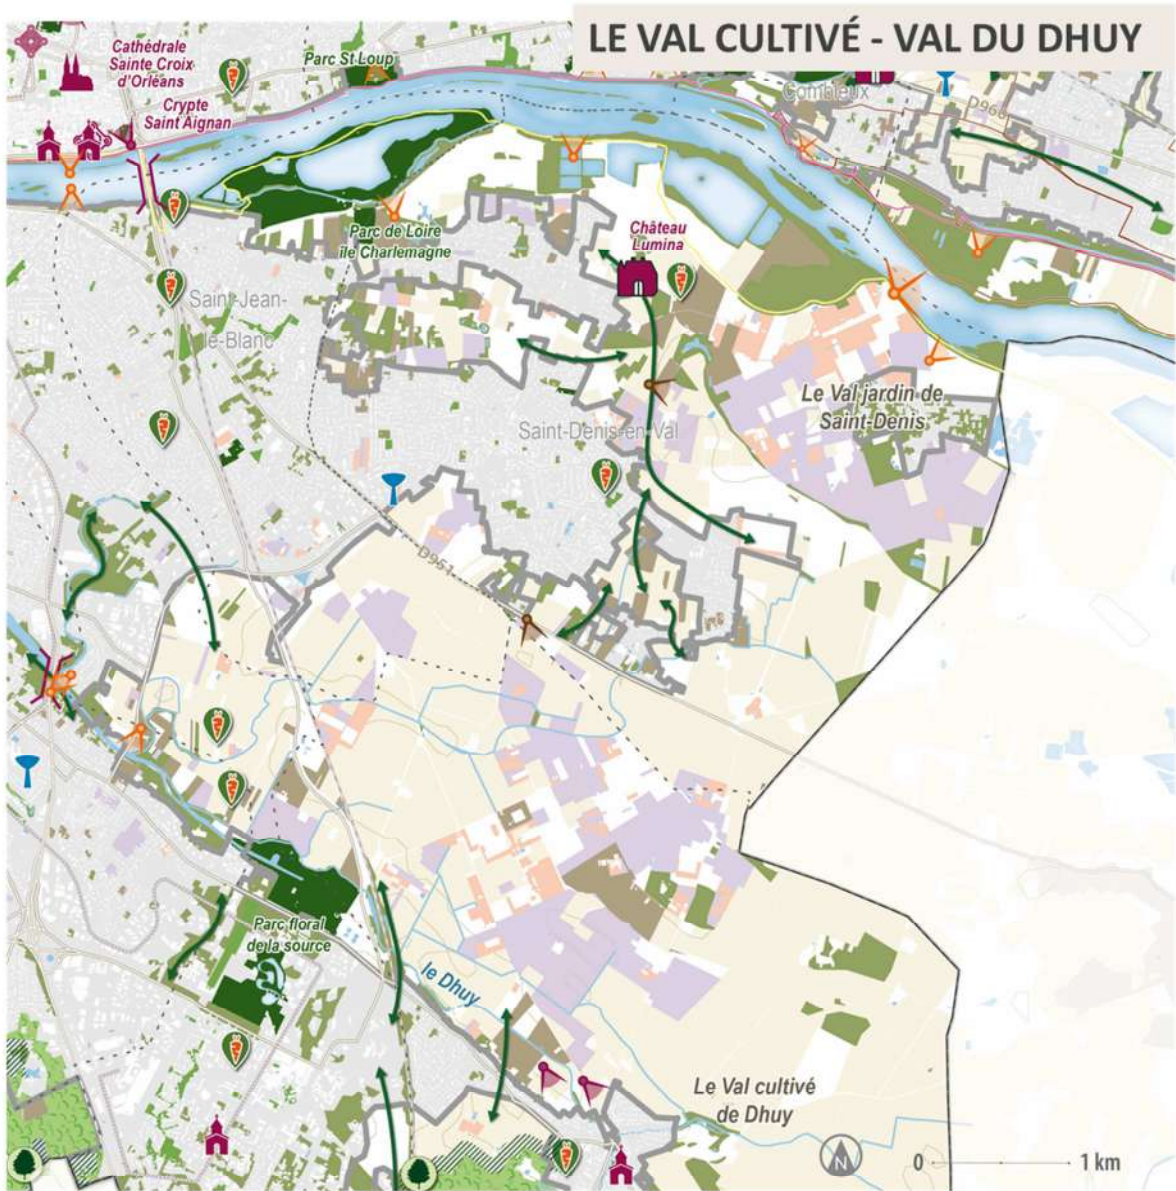 LE VAL CULTIVÉ - VAL DU DHUY
Cathédrale
Sainte Croix
d'Orléans
Parc St Loup
Combleux
D960
Crypte
Saint Aignan
Parc de Loire
île Charlemagne
Château
Lumina
Saint-Jean-
le-Blanc
Le Val jardin de
Saint-Denis
Saint-Denis-en-Val
D951
Parc floral
de la source
le Dhuy
Le Val cultivé
de Dhuy
N
0
1 km